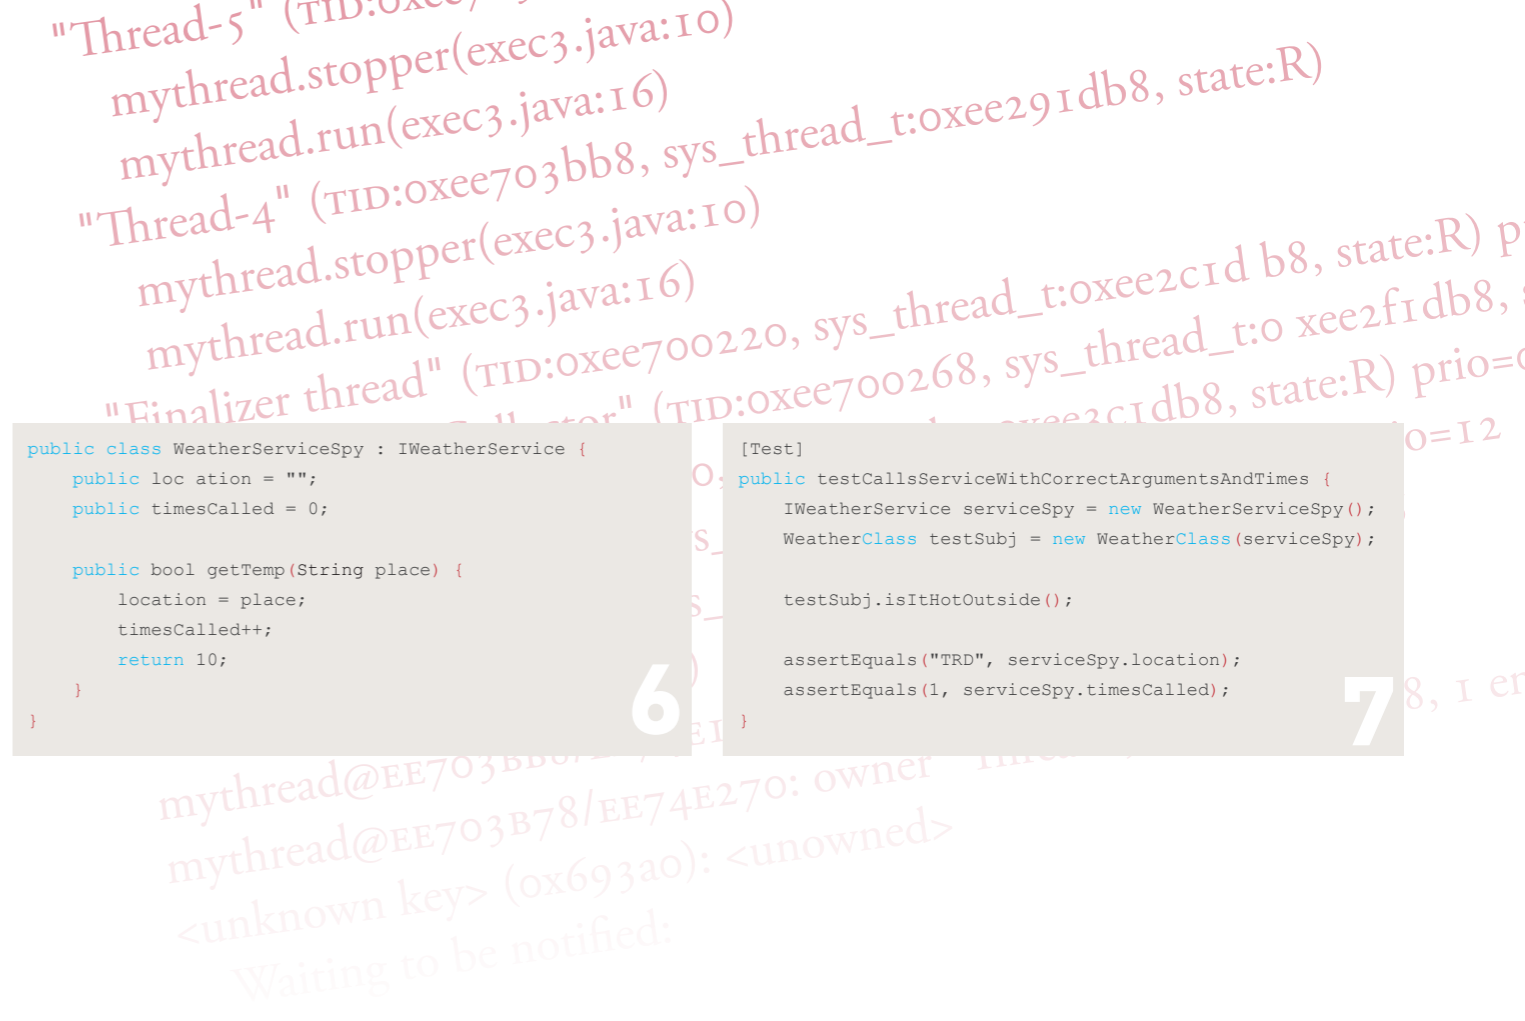 "Thread-5" (TID:
mythread.stopper(exec3.java:10)
mythread.run(exec3.java:16)
"Thread-4" (TID:0xee703bb8, sys_thread_t:0xee291db8, state:R)
mythread.stopper(exec3.java:10)
mythread.run(exec3.java:16)
"Finalizer thread" (TID:0xee700220, sys_thread_t:0xee2c1d b8, state:R)
(TID:0xee700268, sys_thread_t:0 xee2f1db8,
0xee3c1db8, state:R) prio=0
public class WeatherServiceSpy : IWeatherService {
public loc ation = "";
public timesCalled = 0;
public bool getTemp(String place) {
location = place;
timesCalled++;
return 10;
}
}
6
[Test]
public testCallsServiceWithCorrectArgumentsAndTimes {
IWeatherService serviceSpy = new WeatherServiceSpy();
WeatherClass testSubj = new WeatherClass(serviceSpy);
testSubj.isItHotOutside();
assertEquals("TRD", serviceSpy.location);
assertEquals(1, serviceSpy.timesCalled);
}
7
mythread@EE703B78/EE74E270: owner
<unknown key> (0x693a0): <unowned>
Waiting to be notified: